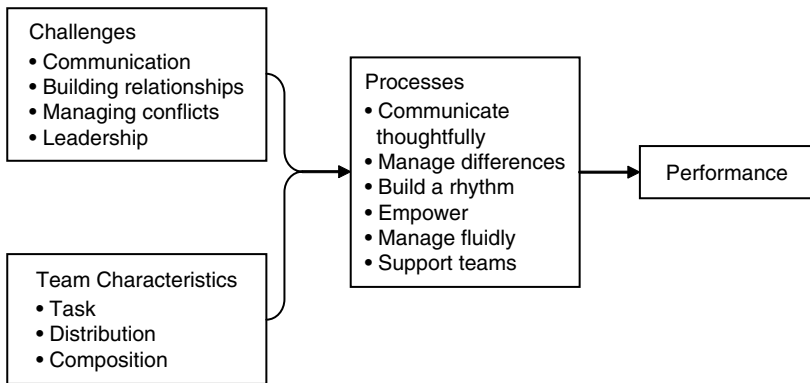 Challenges
• Communication
• Building relationships
• Managing conflicts
• Leadership
Team Characteristics
• Task
• Distribution
• Composition
Processes
• Communicate
thoughtfully
• Manage differences
• Build a rhythm
• Empower
• Manage fluidly
• Support teams
Performance